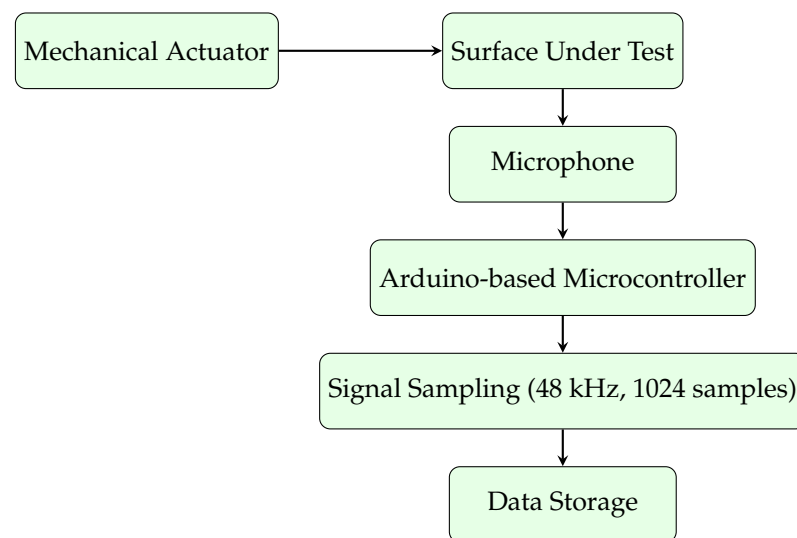 Mechanical Actuator
Surface Under Test
Microphone
Arduino-based Microcontroller
Signal Sampling (48 kHz, 1024 samples)
Data Storage